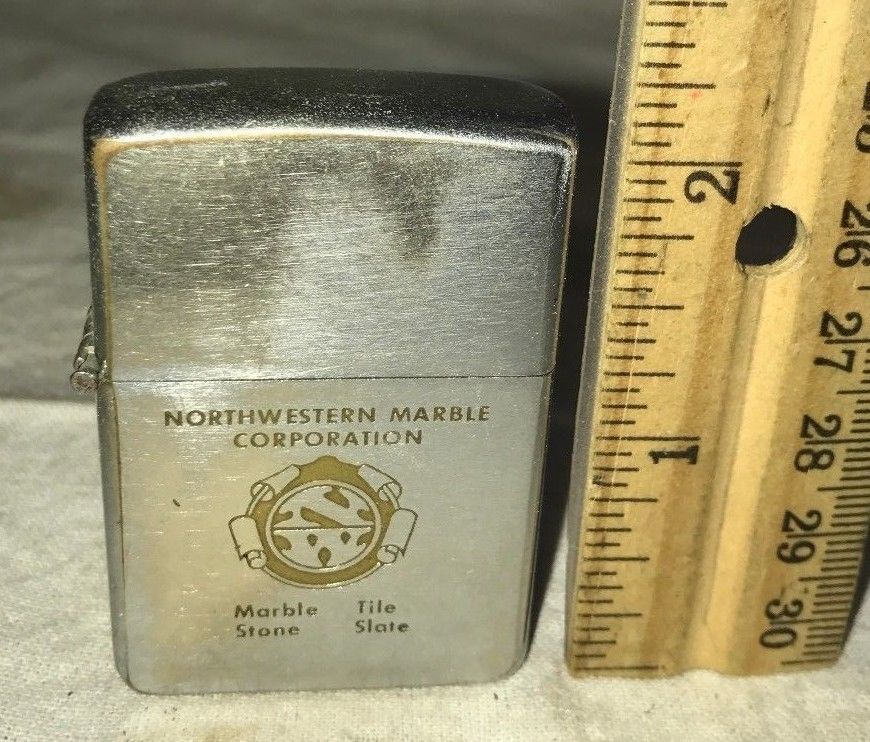 NORTHWESTERN MARBLE
CORPORATION
Marble Tile
Stone Slate
2
1
26
27
28
29
30